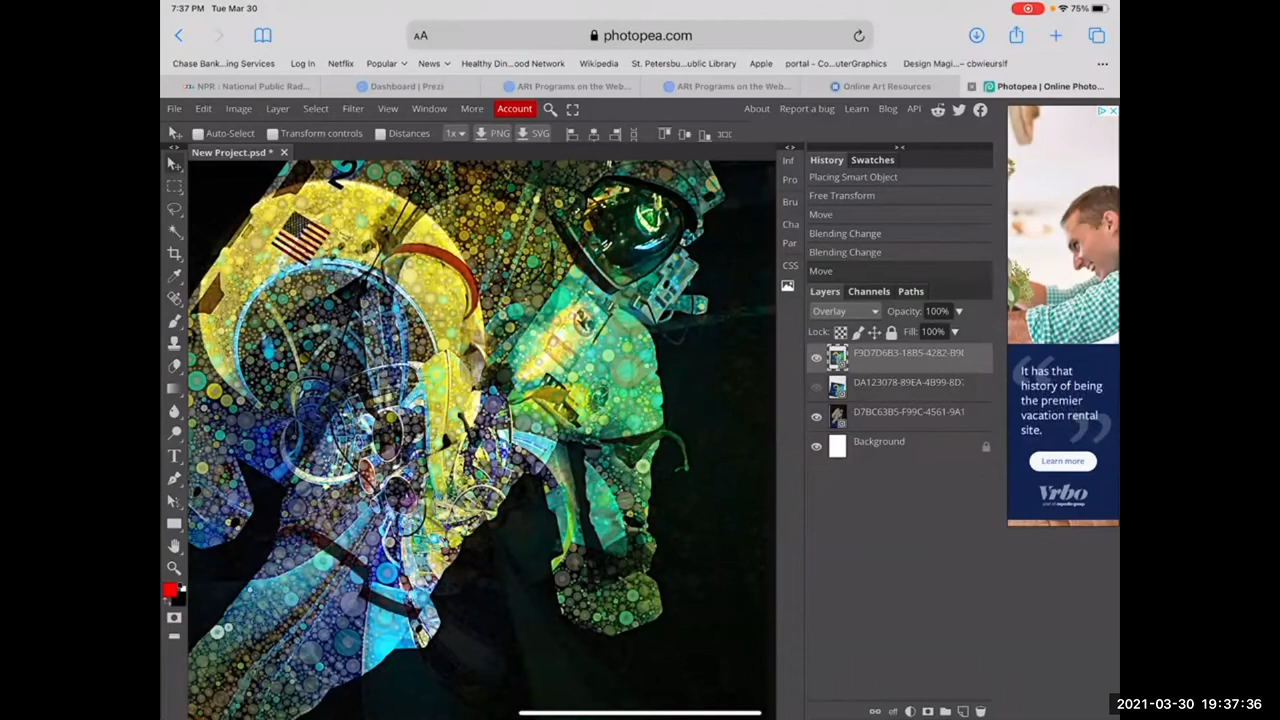 7:37 PM Tue Mar 30
75%
AA photopea.com
Chase Bank...ing Services Log In Netflix Popular News Healthy Din...od Network Wikipedia St. Petersbu...ublic Library Apple portal - Co...uterGraphics Design Magi...– cbwieurslf ...
NPR : National Public Rad... Dashboard | Prezi ARt Programs on the Web... ARt Programs on the Web... Online Art Resources Photopea | Online Photo...
File Edit Image Layer Select Filter View Window More Account About Report a bug Learn Blog API
Auto-Select Transform controls Distances 1x PNG SVG
New Project.psd *
Inf
Pro
Bru
Cha
Par
CSS
History Swatches
Placing Smart Object
Free Transform
Move
Blending Change
Blending Change
Move
Layers Channels Paths
Overlay Opacity: 100%
Lock: Fill: 100%
F9D7D6B3-18B5-4282-B9
DA123078-89EA-4B99-8D
D7BC63B5-F99C-4561-9A1
Background
It has that
history of being
the premier
vacation rental
site.
Learn more
Vrbo
2021-03-30 19:37:36